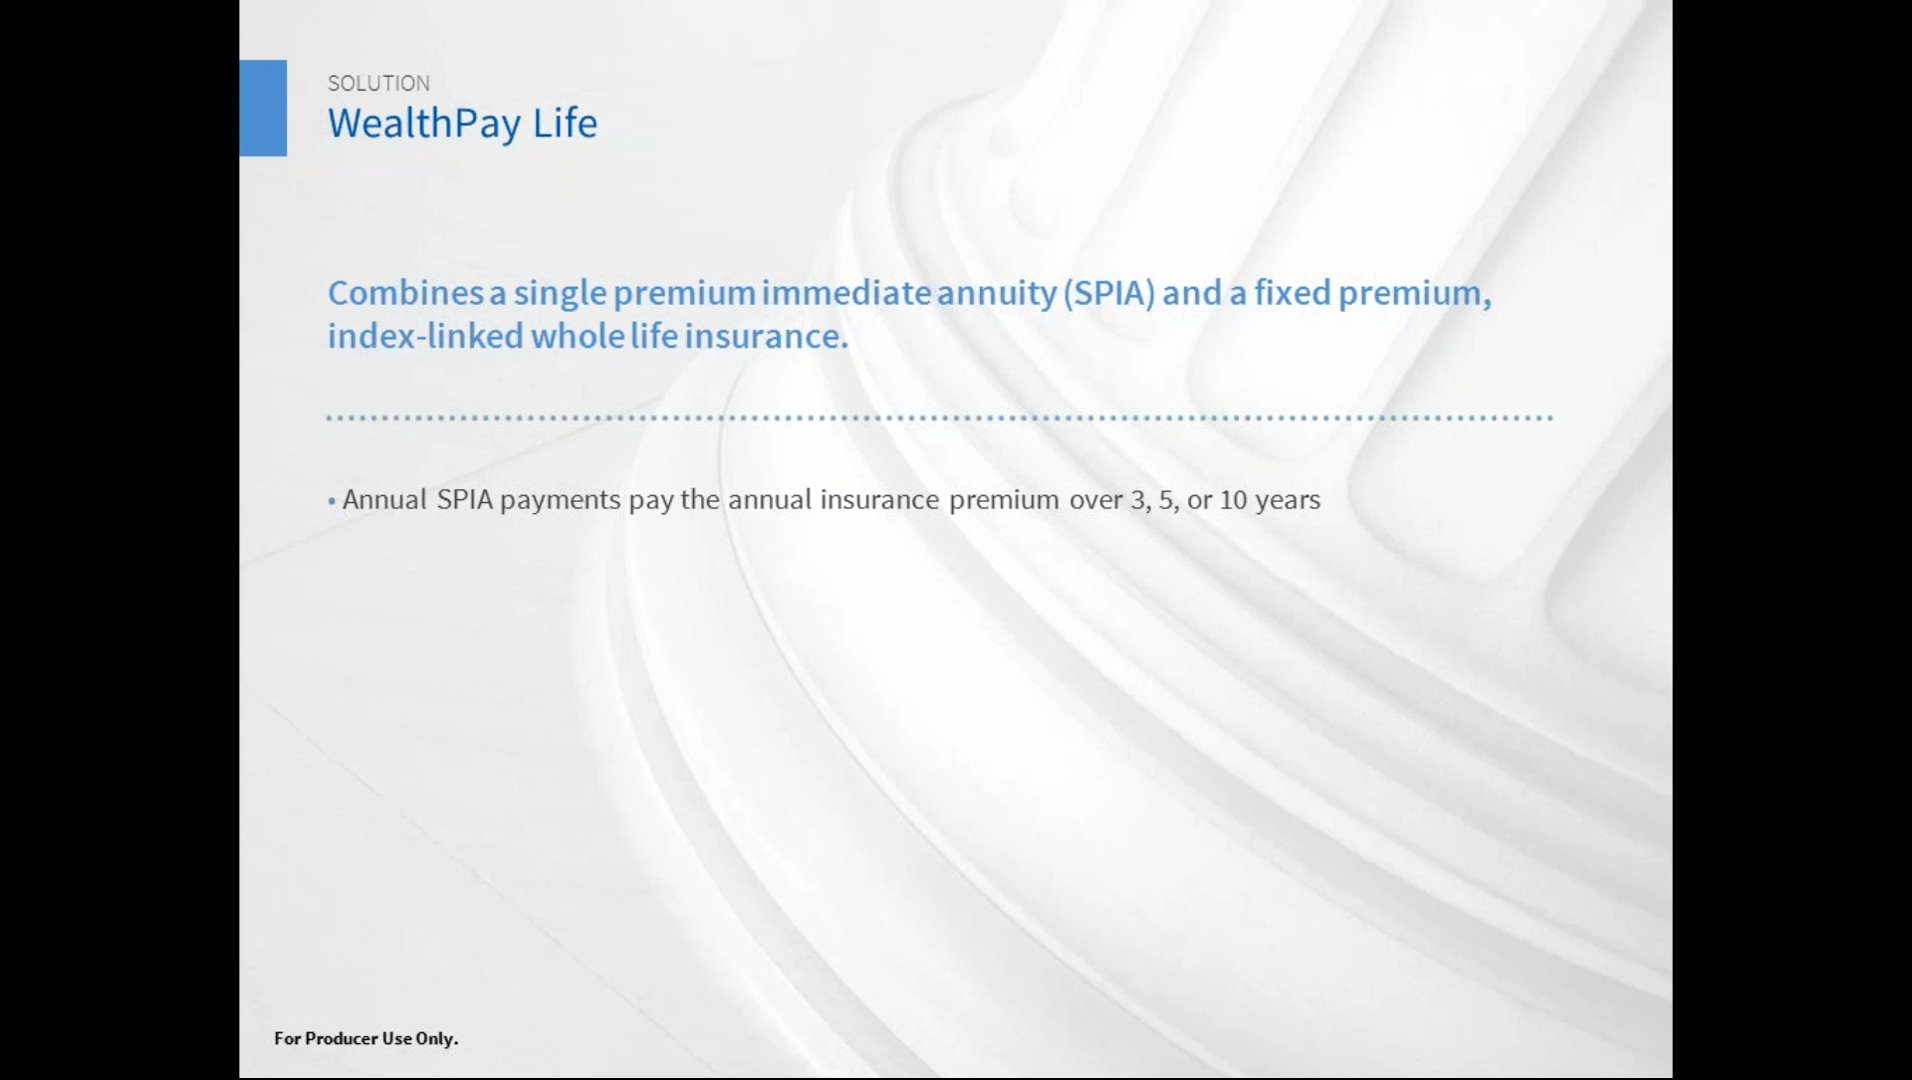 SOLUTION
WealthPay Life
Combines a single premium immediate annuity (SPIA) and a fixed premium,
index-linked whole life insurance.
• Annual SPIA payments pay the annual insurance premium over 3, 5, or 10 years
For Producer Use Only.